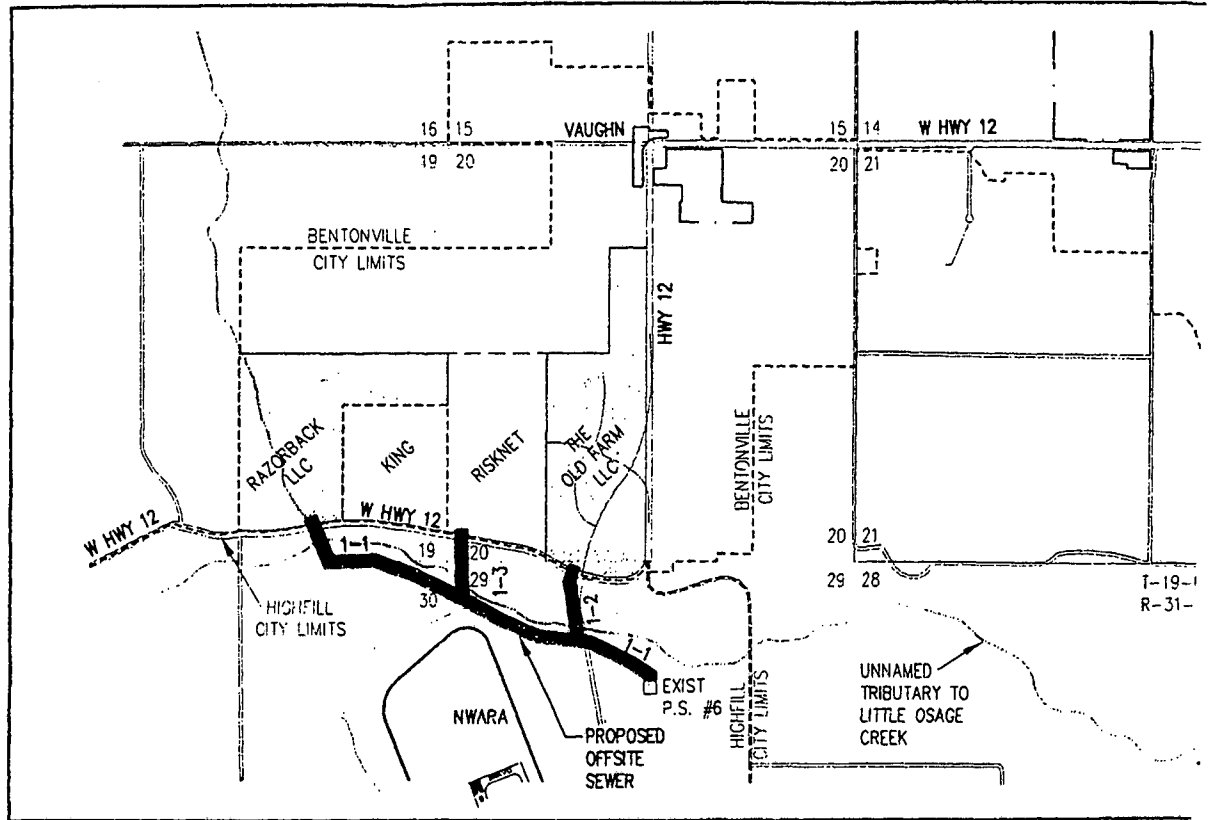 16 15
19 20
VAUGHN
15 14
20 21
W HWY 12
BENTONVILLE
CITY LIMITS
HWY 12
RAZORBACK
LLC
KING
RISKNET
THE
OLD FARM
LLC
BENTONVILLE
CITY LIMITS
W HWY 12
W HWY 12
1-1
19 20
30 29
1-3
1-2
1-1
20 21
29 28
T-19-
R-31-
HIGHFILL
CITY LIMITS
EXIST
P.S. #6
NWARA
PROPOSED
OFFSITE
SEWER
HIGHFILL
CITY LIMITS
UNNAMED
TRIBUTARY TO
LITTLE OSAGE
CREEK